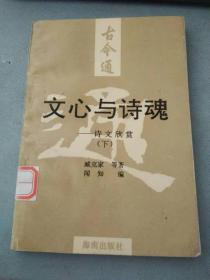 古今通
文心与诗魂
——诗文欣赏
（下）
臧克家 等著
闻知 编
海南出版社